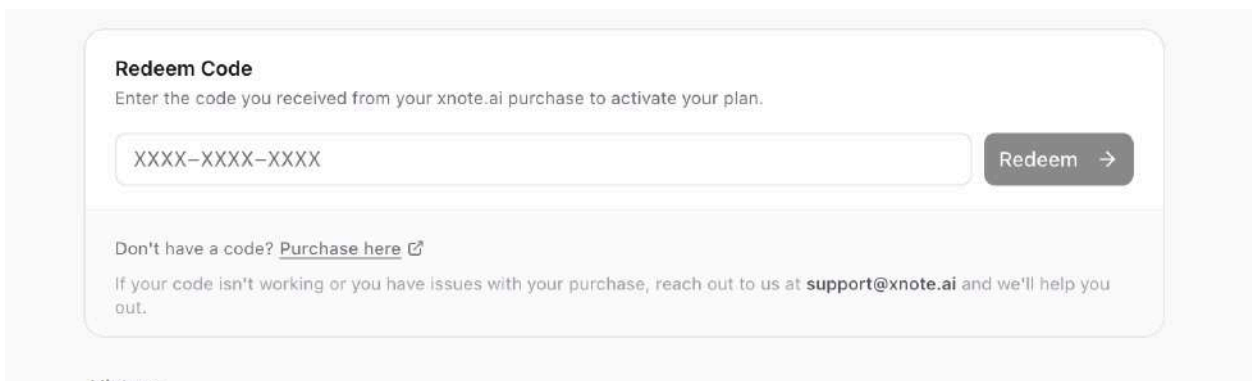 Redeem Code
Enter the code you received from your xnote.ai purchase to activate your plan.
XXXX-XXXX-XXXX
Redeem →
Don't have a code? Purchase here
If your code isn't working or you have issues with your purchase, reach out to us at support@xnote.ai and we'll help you
out.